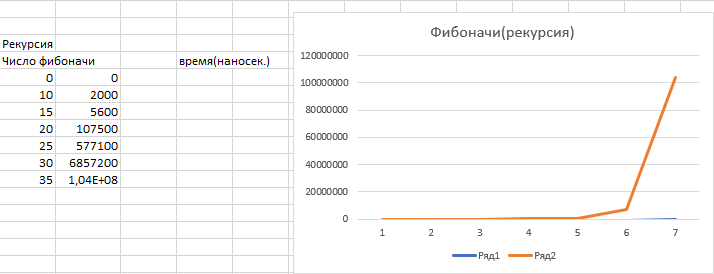 Рекурсия
Число фибоначи время(наносек.)
0 0
10 2000
15 5600
20 107500
25 577100
30 6857200
35 1,04E+08
Фибоначи(рекурсия)
120000000
100000000
80000000
60000000
40000000
20000000
0
1 2 3 4 5 6 7
Ряд1 Ряд2